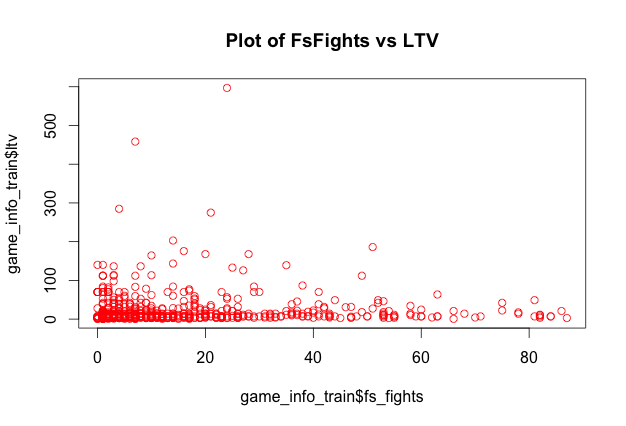 Plot of FsFights vs LTV
game_info_train$ltv
500
300
100
0
0 20 40 60 80
game_info_train$fs_fights